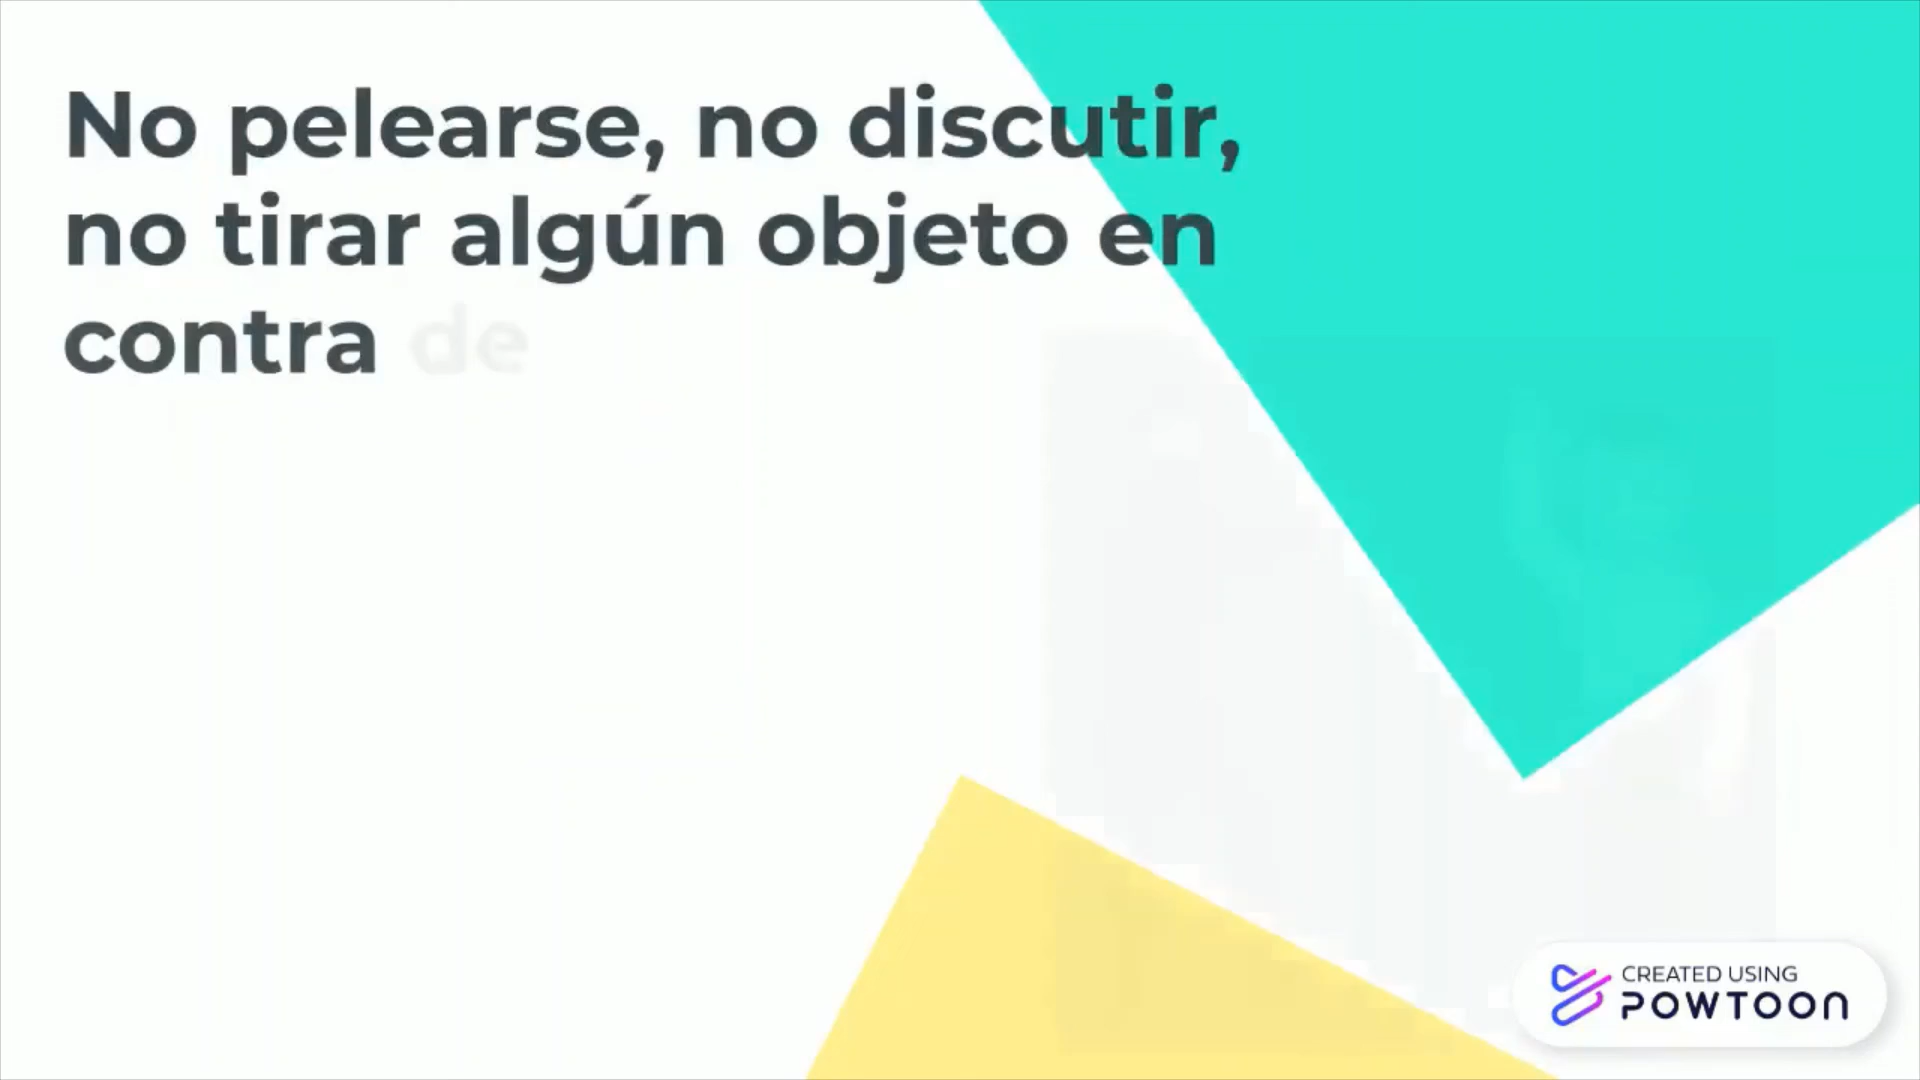 No pelearse, no discutir,
no tirar algún objeto en
contra de
CREATED USING
POWTOON